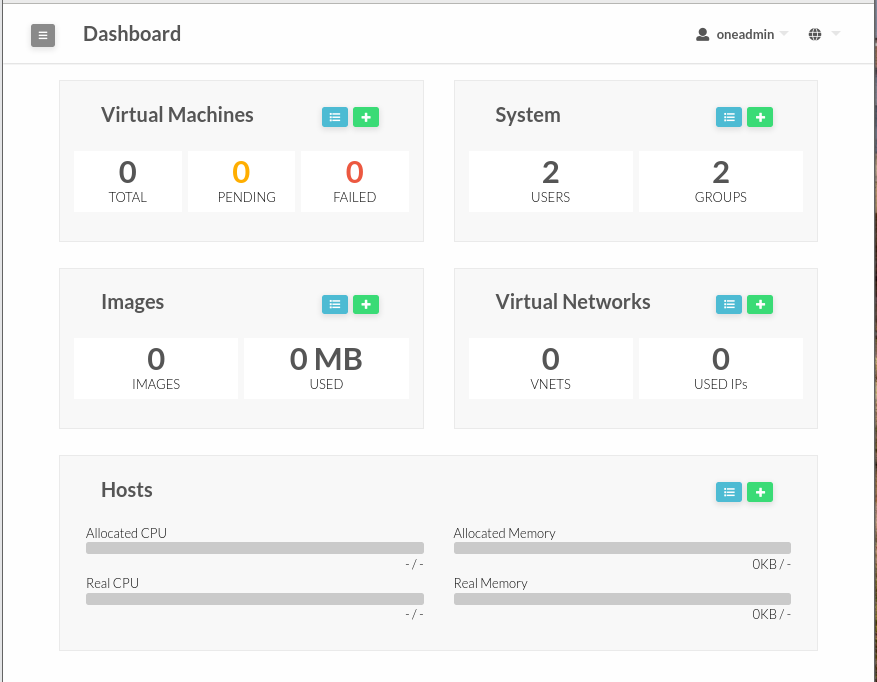 Dashboard
oneadmin
Virtual Machines
0
TOTAL
0
PENDING
0
FAILED
System
2
USERS
2
GROUPS
Images
0
IMAGES
0 MB
USED
Virtual Networks
0
VNETS
0
USED IPs
Hosts
Allocated CPU
- / -
Real CPU
- / -
Allocated Memory
0KB / -
Real Memory
0KB / -